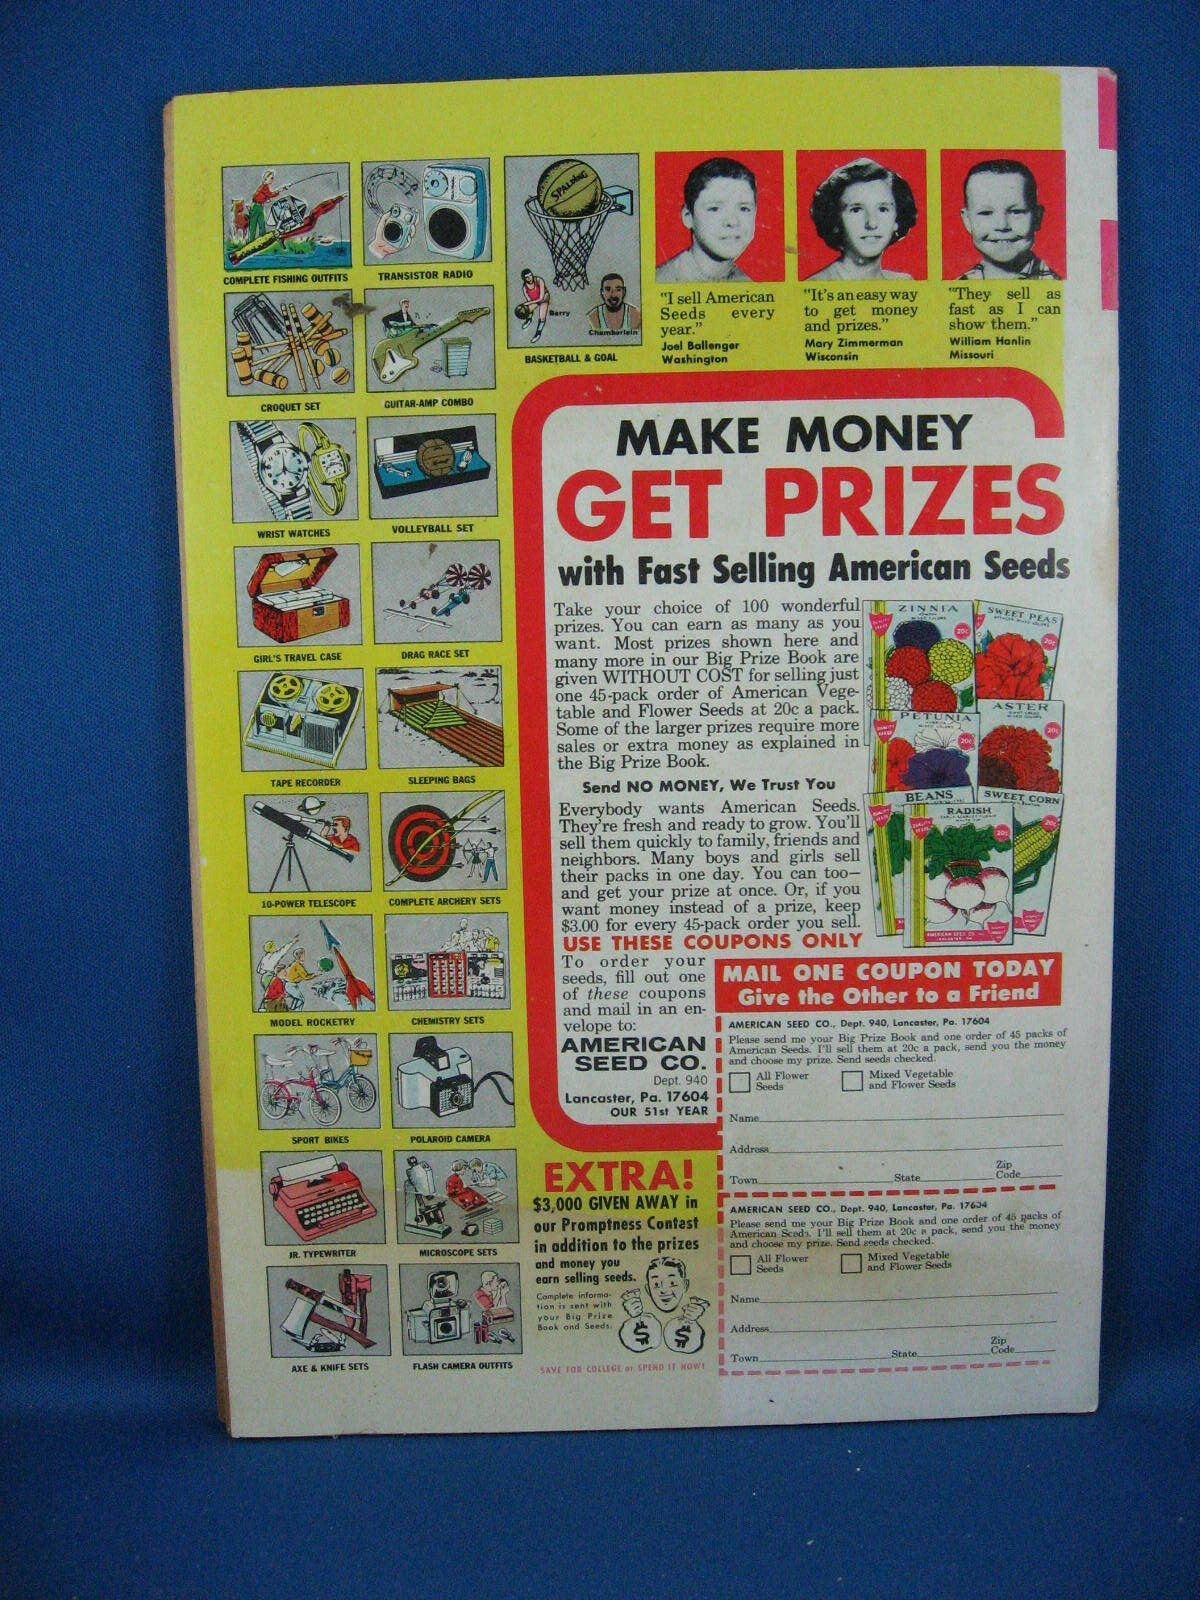 SPALDING
Barry
Chamberlain
COMPLETE FISHING OUTFITS
TRANSISTOR RADIO
BASKETBALL & GOAL
"I sell American
Seeds every
year."
Joel Ballenger
Washington
"It's an easy way
to get money
and prizes."
Mary Zimmerman
Wisconsin
"They sell as
fast as I can
show them."
William Hanlin
Missouri
CROQUET SET
GUITAR-AMP COMBO
WRIST WATCHES
VOLLEYBALL SET
GIRL'S TRAVEL CASE
DRAG RACE SET
TAPE RECORDER
SLEEPING BAGS
10-POWER TELESCOPE
COMPLETE ARCHERY SETS
MODEL ROCKETRY
CHEMISTRY SETS
SPORT BIKES
POLAROID CAMERA
JR. TYPEWRITER
MICROSCOPE SETS
AXE & KNIFE SETS
FLASH CAMERA OUTFITS
MAKE MONEY
GET PRIZES
with Fast Selling American Seeds
Take your choice of 100 wonderful
prizes. You can earn as many as you
want. Most prizes shown here and
many more in our Big Prize Book are
given WITHOUT COST for selling just
one 45-pack order of American Vege-
table and Flower Seeds at 20c a pack.
Some of the larger prizes require more
sales or extra money as explained in
the Big Prize Book.
Send NO MONEY, We Trust You
Everybody wants American Seeds.
They're fresh and ready to grow. You'll
sell them quickly to family, friends and
neighbors. Many boys and girls sell
their packs in one day. You can too—
and get your prize at once. Or, if you
want money instead of a prize, keep
$3.00 for every 45-pack order you sell.
USE THESE COUPONS ONLY
To order your
seeds, fill out one
of these coupons
and mail in an en-
velope to:
AMERICAN
SEED CO.
Dept. 940
Lancaster, Pa. 17604
OUR 51st YEAR
ZINNIA
20c
SWEET PEAS
20c
PETUNIA
20c
ASTER
20c
BEANS
RADISH
20c
SWEET CORN
20c
AMERICAN SEED CO.
MAIL ONE COUPON TODAY
Give the Other to a Friend
AMERICAN SEED CO., Dept. 940, Lancaster, Pa. 17604
Please send me your Big Prize Book and one order of 45 packs of
American Seeds. I'll sell them at 20c a pack, send you the money
and choose my prize. Send seeds checked.
All Flower
Seeds
Mixed Vegetable
and Flower Seeds
Name
Address
Town State Zip Code
AMERICAN SEED CO., Dept. 940, Lancaster, Pa. 17604
Please send me your Big Prize Book and one order of 45 packs of
American Seeds. I'll sell them at 20c a pack, send you the money
and choose my prize. Send seeds checked.
All Flower
Seeds
Mixed Vegetable
and Flower Seeds
Name
Address
Town State Zip Code
EXTRA!
$3,000 GIVEN AWAY in
our Promptness Contest
in addition to the prizes
and money you
earn selling seeds.
Complete informa-
tion is sent with
your Big Prize
Book and Seeds.
$ $
SAVE FOR COLLEGE or SPEND IT NOW!